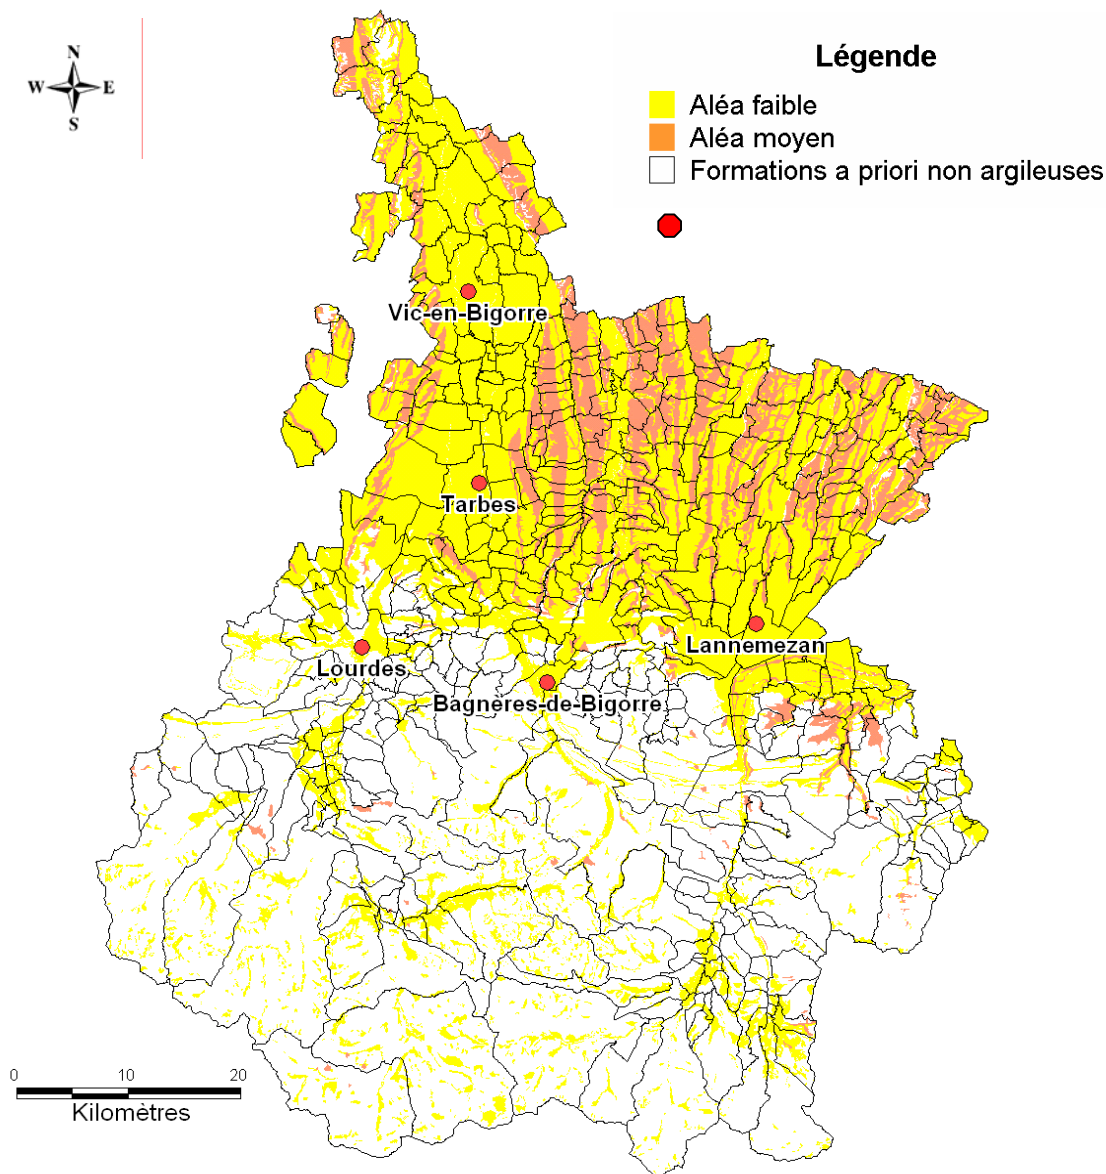 N
W E
S
Légende
Aléa faible
Aléa moyen
Formations a priori non argileuses
Vic-en-Bigorre
Tarbes
Lannemezan
Lourdes
Bagnères-de-Bigorre
0 10 20
Kilomètres